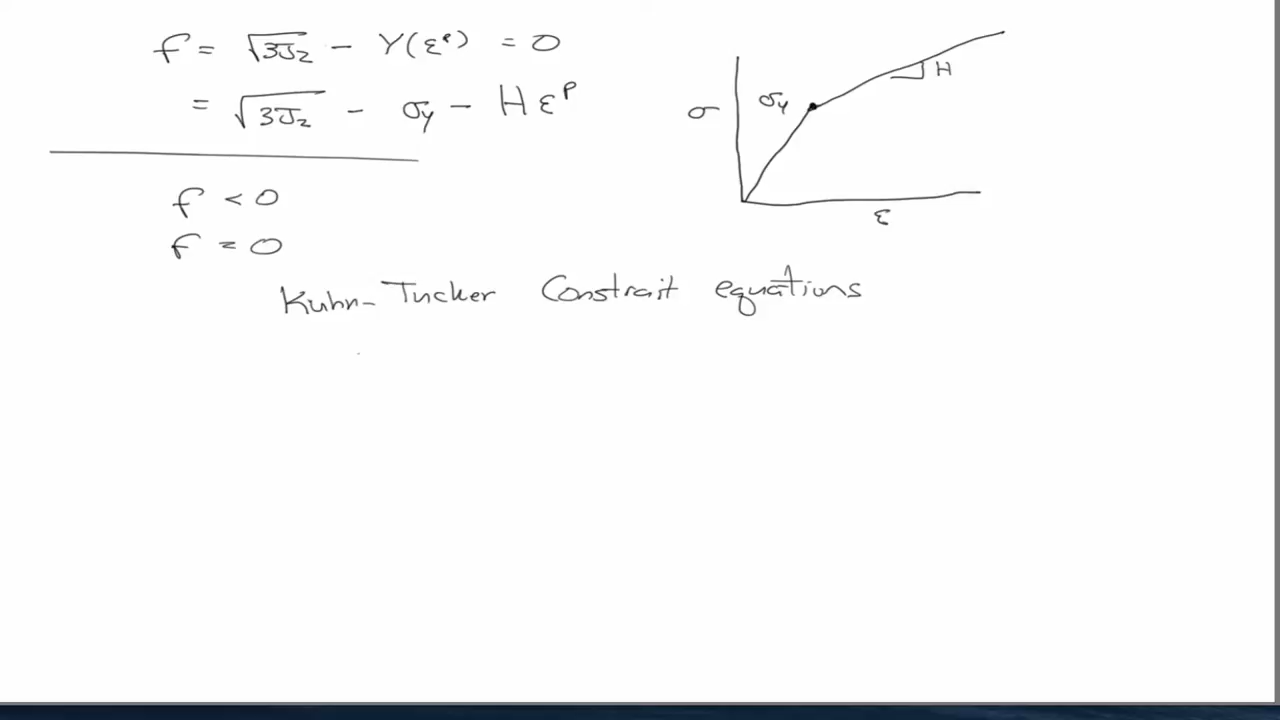 f = √3J₂ − Y(εᵖ) = 0
= √3J₂ − σy − H εᵖ
σ
σy
H
ε
f < 0
f = 0
Kuhn-Tucker Constrait equations